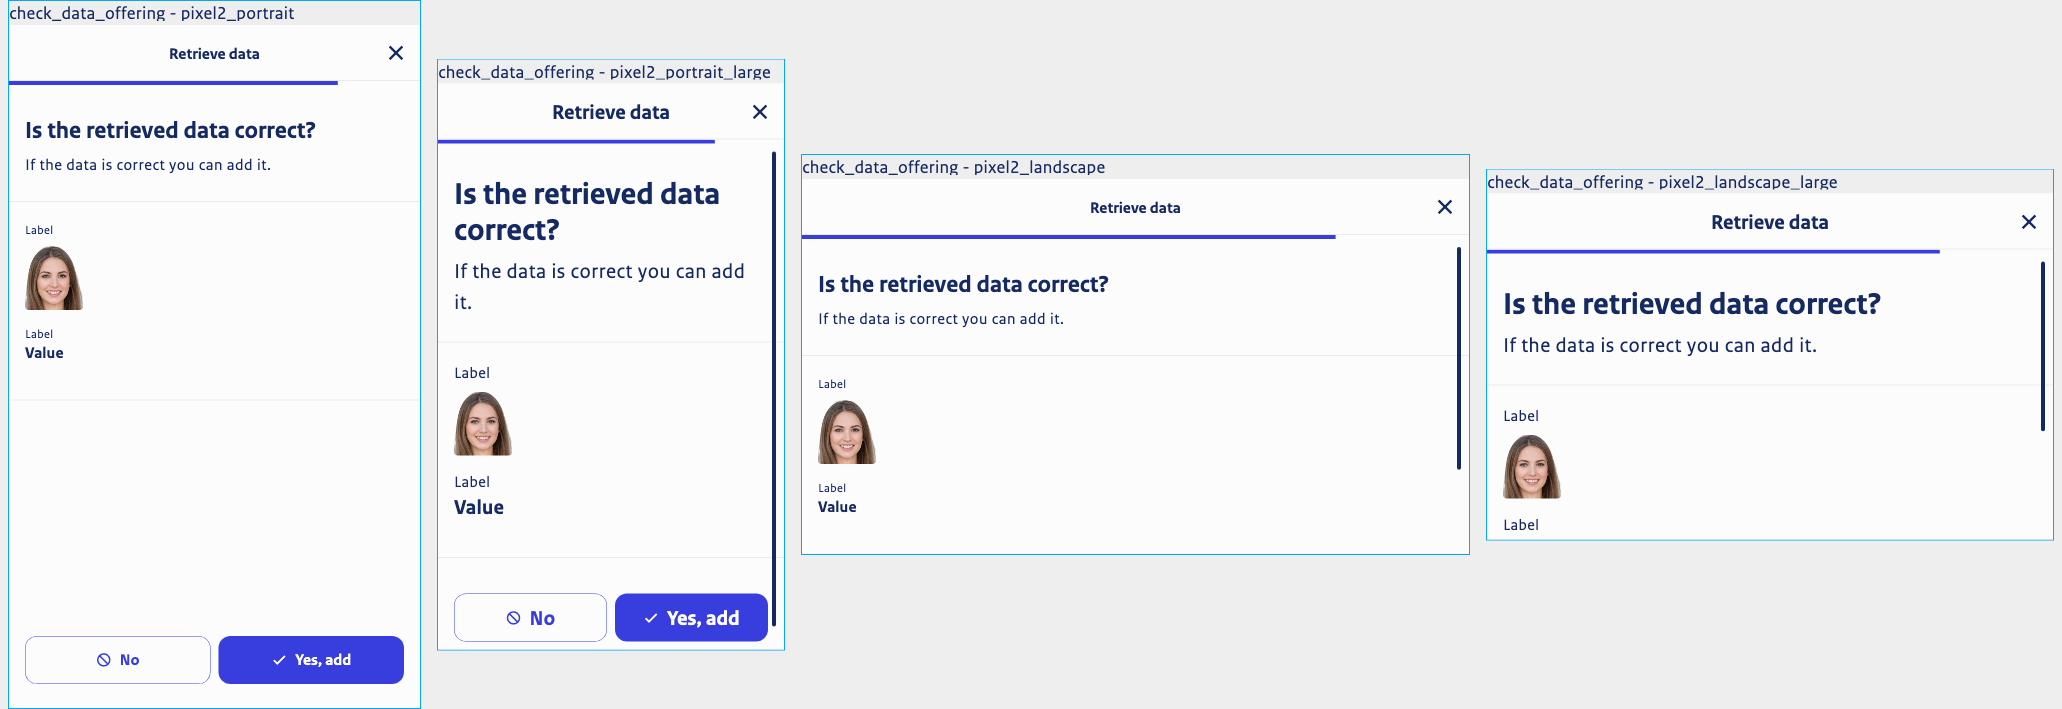 check_data_offering - pixel2_portrait
Retrieve data
Is the retrieved data correct?
If the data is correct you can add it.
Label
Label
Value
No
Yes, add
check_data_offering - pixel2_portrait_large
Retrieve data
Is the retrieved data
correct?
If the data is correct you can add
it.
Label
Label
Value
No
Yes, add
check_data_offering - pixel2_landscape
Retrieve data
Is the retrieved data correct?
If the data is correct you can add it.
Label
Label
Value
check_data_offering - pixel2_landscape_large
Retrieve data
Is the retrieved data correct?
If the data is correct you can add it.
Label
Label